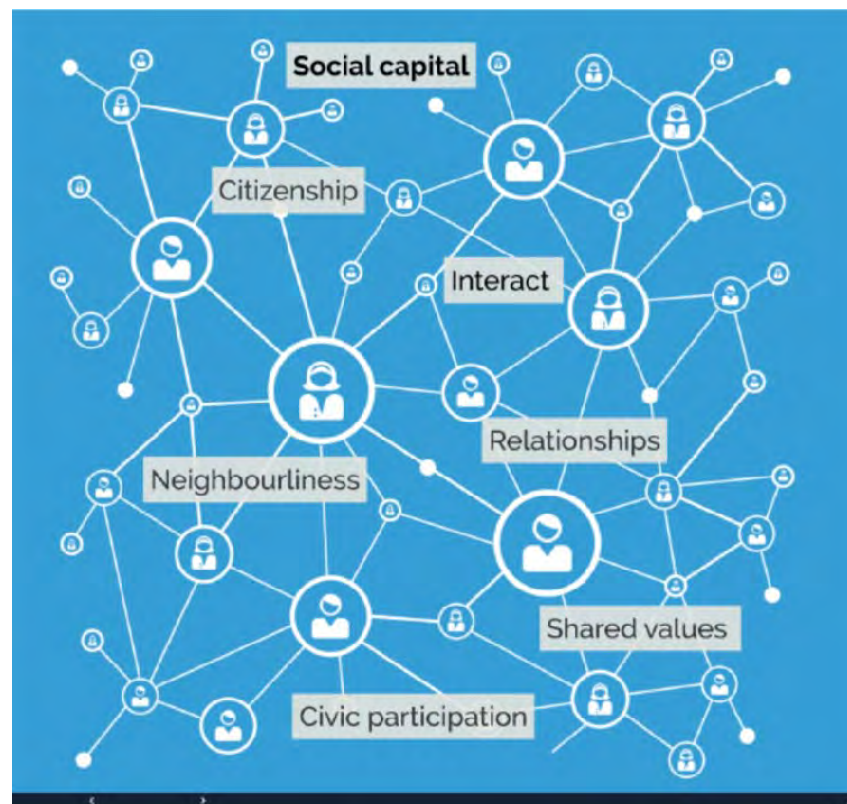 Social capital
Citizenship
Interact
Relationships
Neighbourliness
Shared values
Civic participation